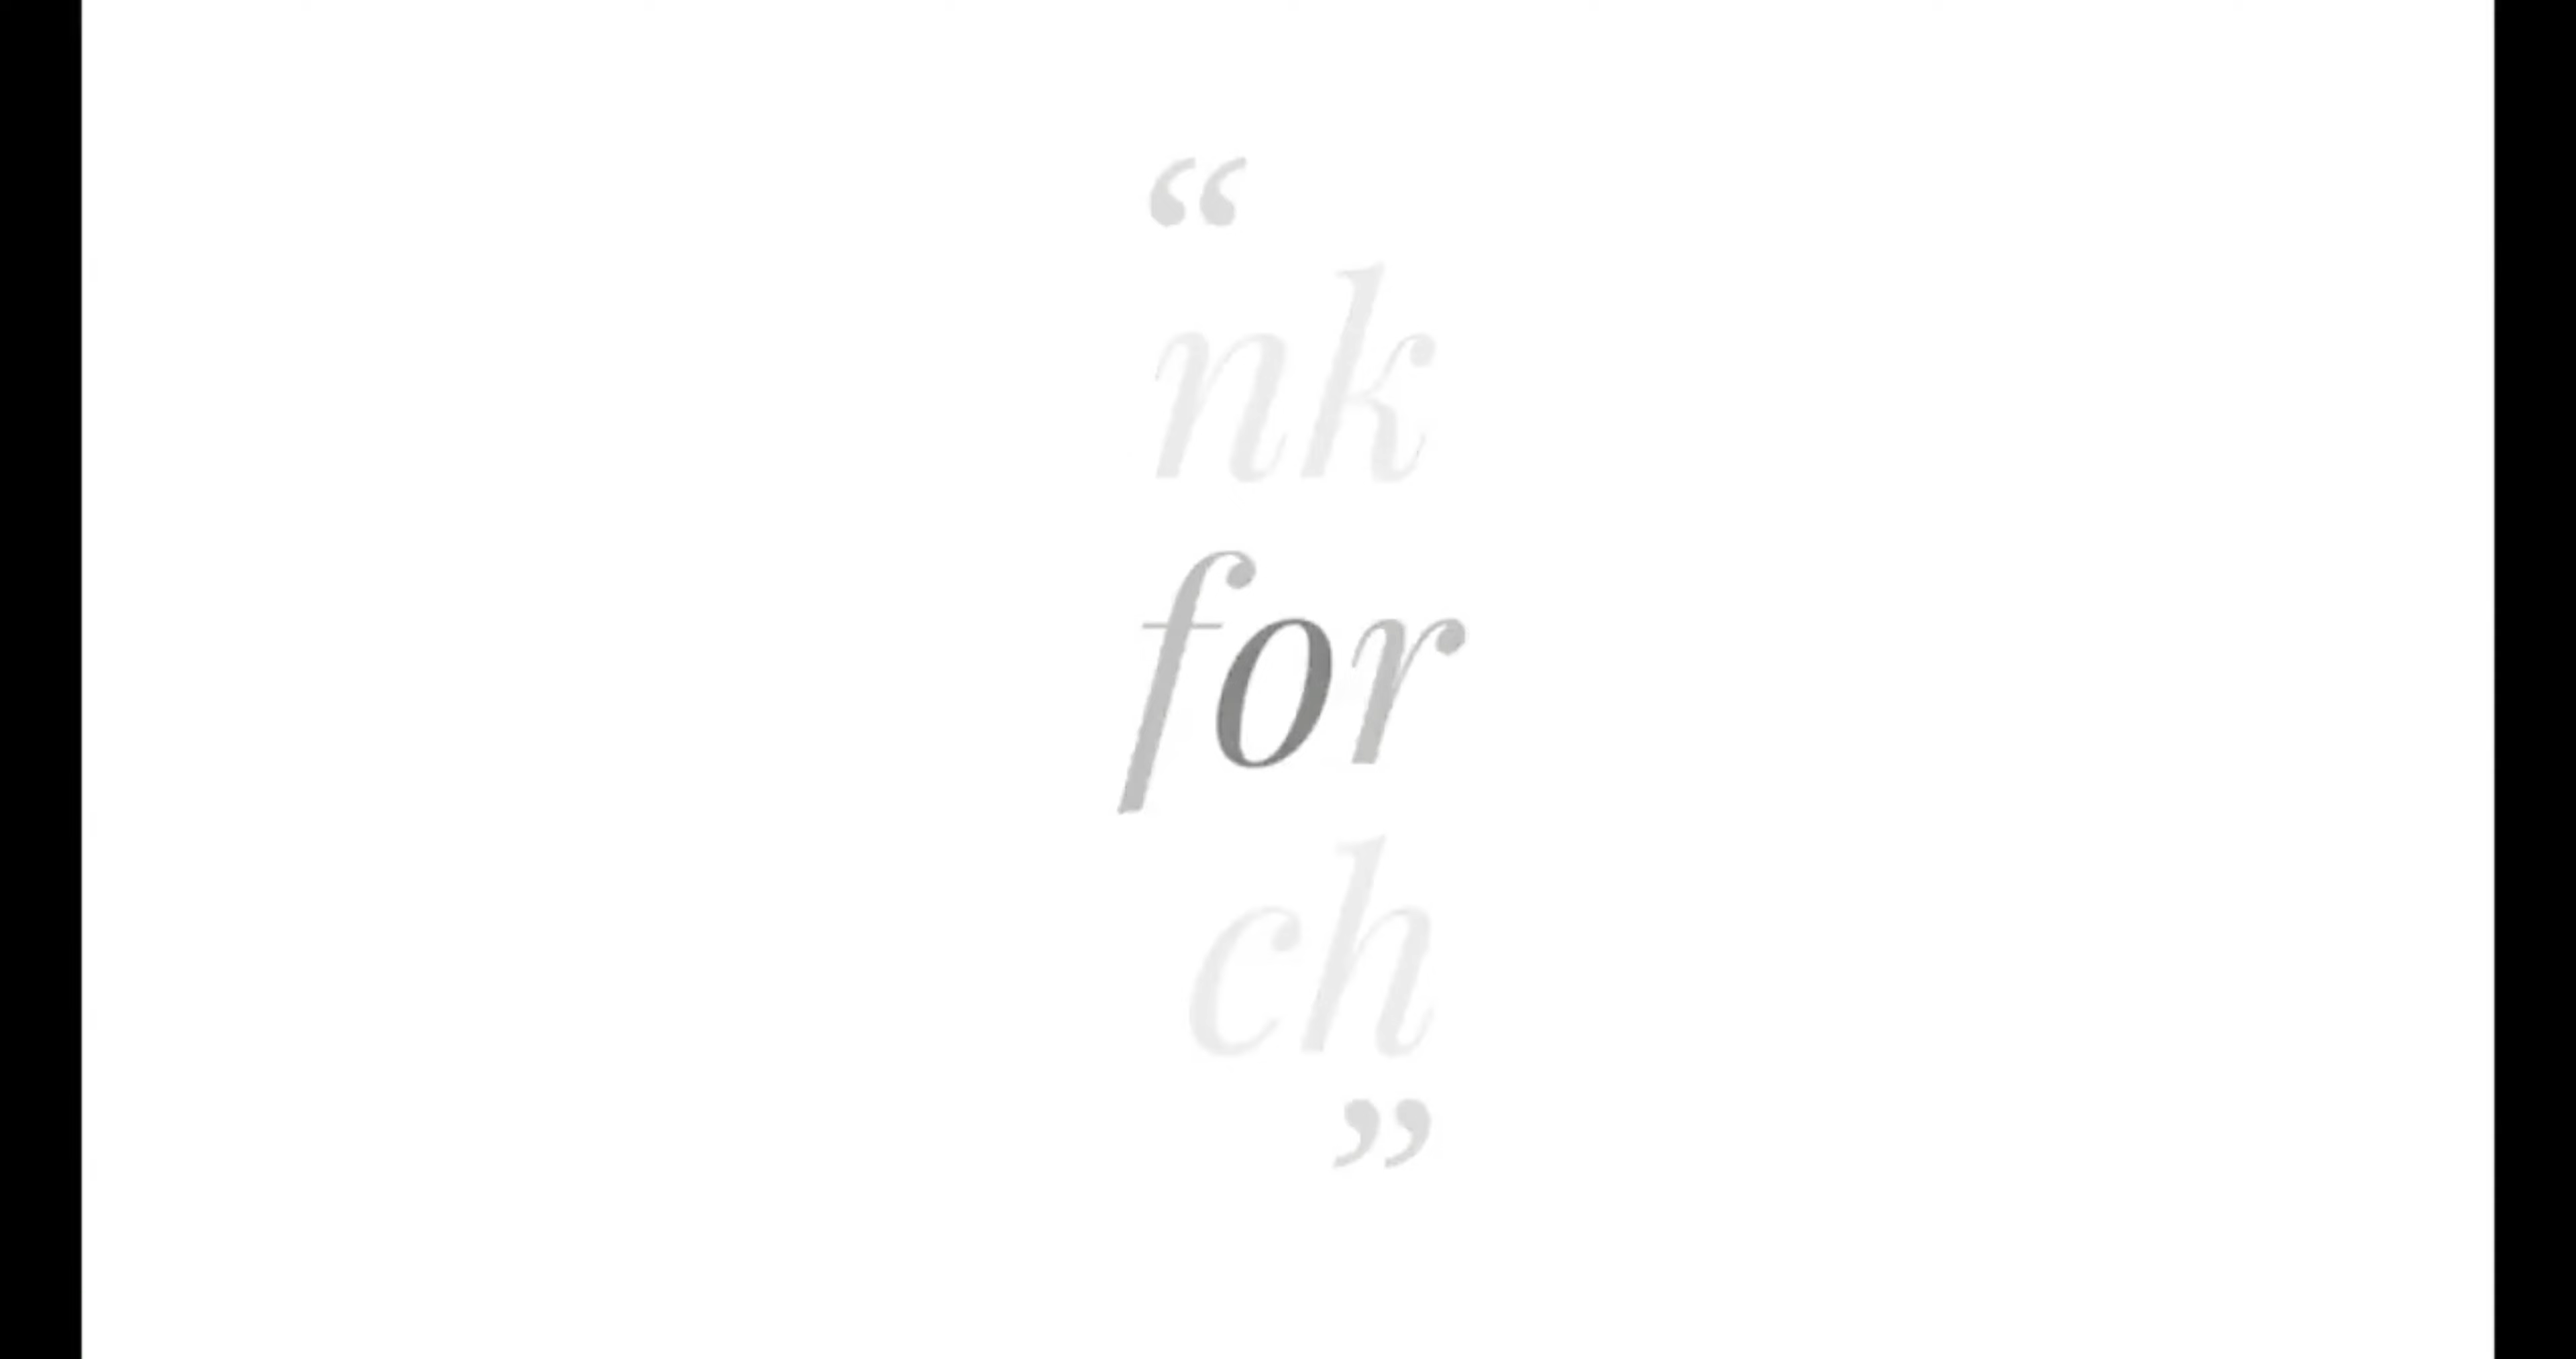 “
nk
for
ch
”